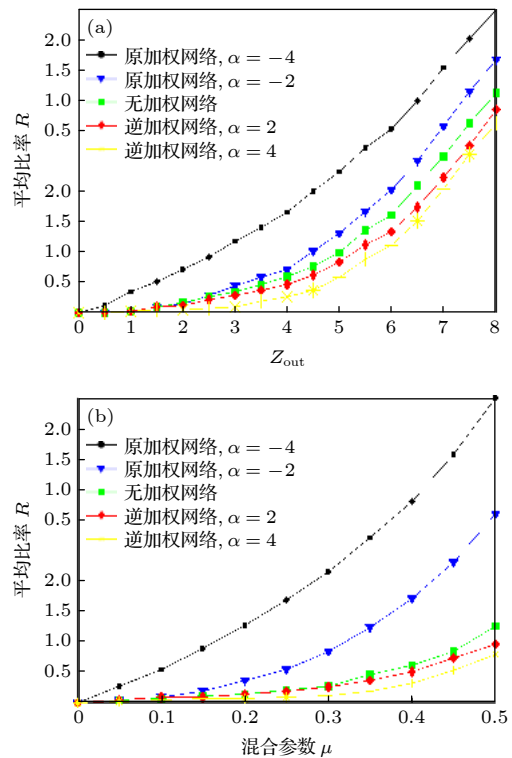 (a)
2.0
1.5
1.0
0.5
2.0
1.5
1.0
0.5
平均比率 R
原加权网络, α = −4
原加权网络, α = −2
无加权网络
逆加权网络, α = 2
逆加权网络, α = 4
0 1 2 3 4 5 6 7 8
Zout
(b)
2.0
1.5
1.0
0.5
2.0
1.5
1.0
0.5
平均比率 R
原加权网络, α = −4
原加权网络, α = −2
无加权网络
逆加权网络, α = 2
逆加权网络, α = 4
0 0.1 0.2 0.3 0.4 0.5
混合参数 μ